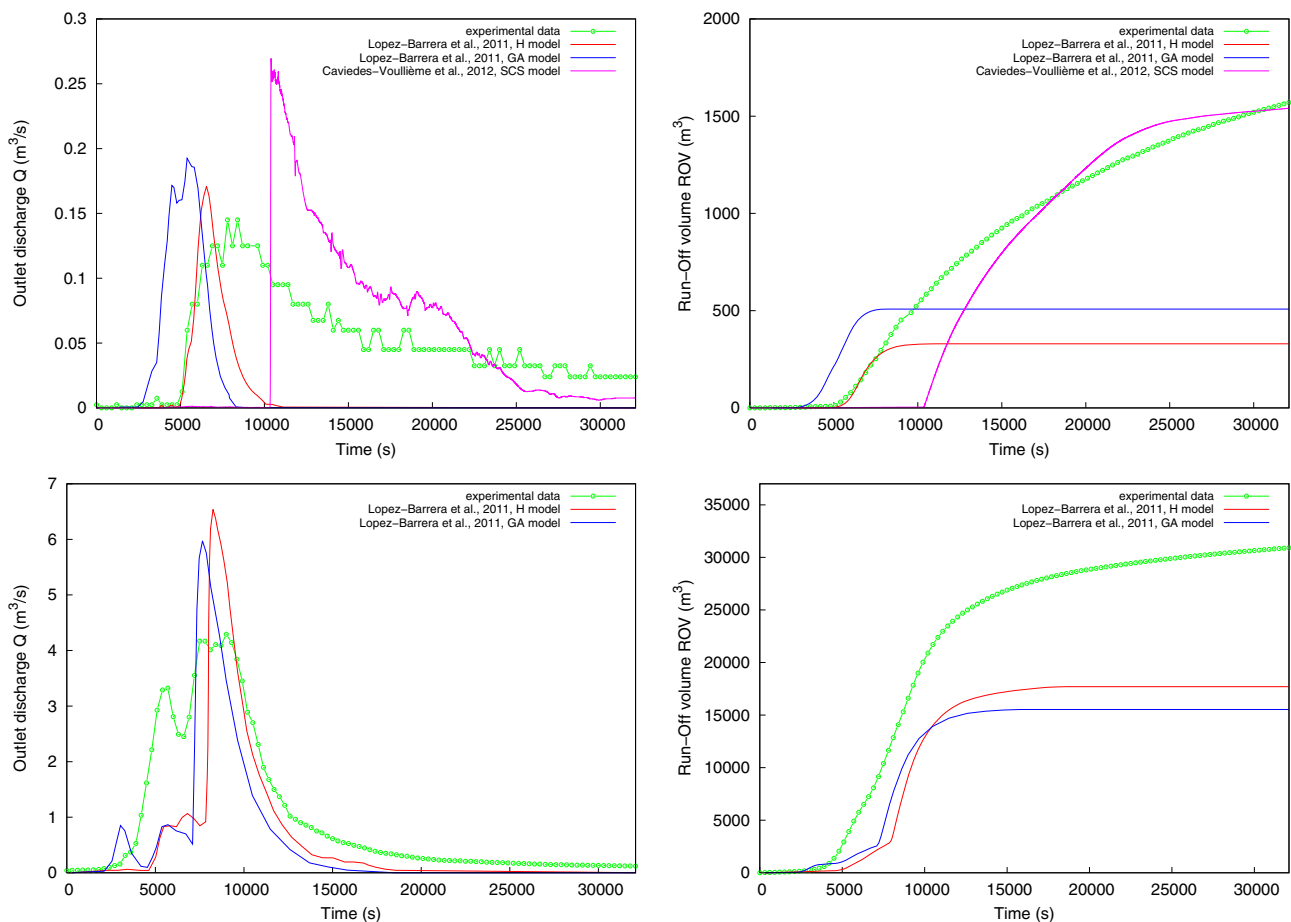 0.3
0.25
0.2
0.15
0.1
0.05
0
Outlet discharge Q (m³/s)
experimental data
Lopez−Barrera et al., 2011, H model
Lopez−Barrera et al., 2011, GA model
Caviedes−Voullième et al., 2012, SCS model
0 5000 10000 15000 20000 25000 30000
Time (s)
2000
1500
1000
500
0
Run−Off volume ROV (m³)
experimental data
Lopez−Barrera et al., 2011, H model
Lopez−Barrera et al., 2011, GA model
Caviedes−Voullième et al., 2012, SCS model
0 5000 10000 15000 20000 25000 30000
Time (s)
7
6
5
4
3
2
1
0
Outlet discharge Q (m³/s)
experimental data
Lopez−Barrera et al., 2011, H model
Lopez−Barrera et al., 2011, GA model
0 5000 10000 15000 20000 25000 30000
Time (s)
35000
30000
25000
20000
15000
10000
5000
0
Run−Off volume ROV (m³)
experimental data
Lopez−Barrera et al., 2011, H model
Lopez−Barrera et al., 2011, GA model
0 5000 10000 15000 20000 25000 30000
Time (s)